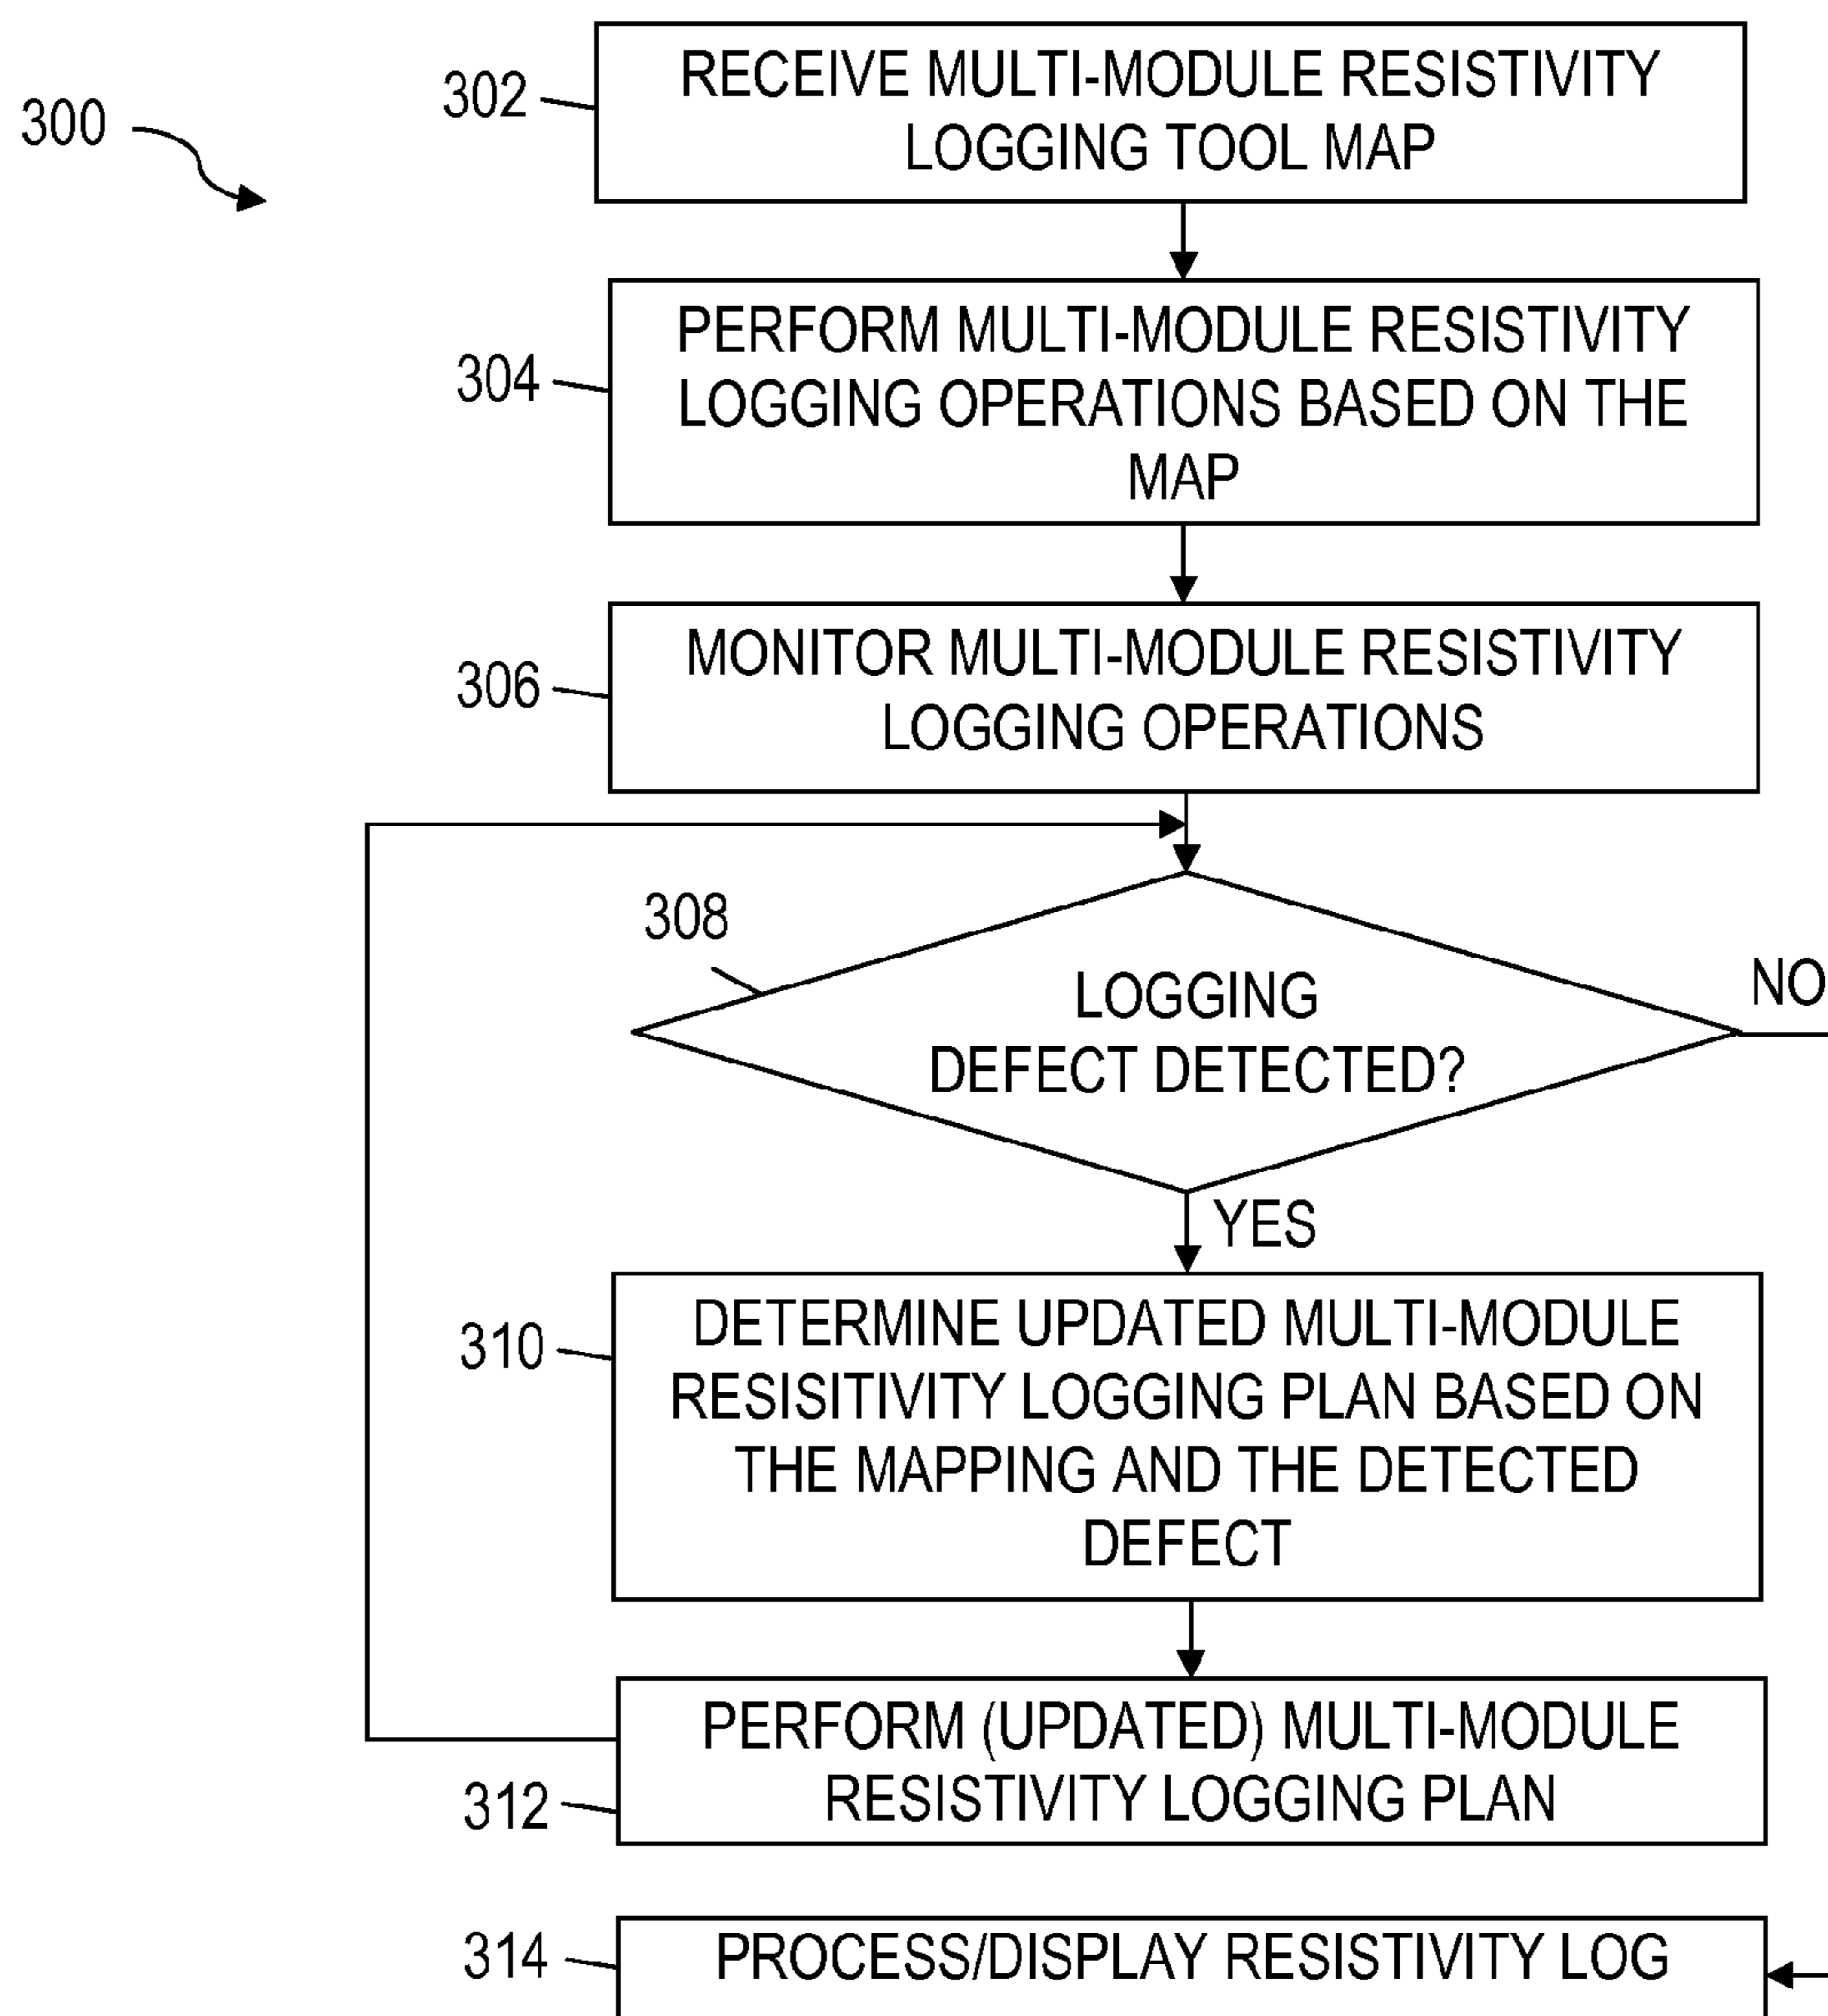 300
302
RECEIVE MULTI-MODULE RESISTIVITY
LOGGING TOOL MAP
304
PERFORM MULTI-MODULE RESISTIVITY
LOGGING OPERATIONS BASED ON THE
MAP
306
MONITOR MULTI-MODULE RESISTIVITY
LOGGING OPERATIONS
308
LOGGING
DEFECT DETECTED?
NO
YES
310
DETERMINE UPDATED MULTI-MODULE
RESISITIVITY LOGGING PLAN BASED ON
THE MAPPING AND THE DETECTED
DEFECT
312
PERFORM (UPDATED) MULTI-MODULE
RESISTIVITY LOGGING PLAN
314
PROCESS/DISPLAY RESISTIVITY LOG